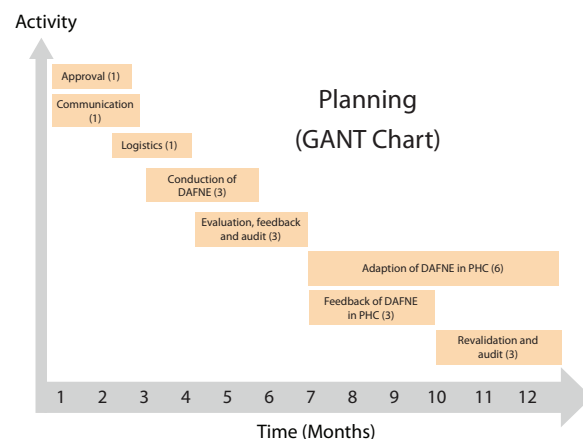 Activity
Approval (1)
Planning
(GANT Chart)
Communication
(1)
Logistics (1)
Conduction of
DAFNE (3)
Evaluation, feedback
and audit (3)
Adaption of DAFNE in PHC (6)
Feedback of DAFNE
in PHC (3)
Revalidation and
audit (3)
1 2 3 4 5 6 7 8 9 10 11 12
Time (Months)